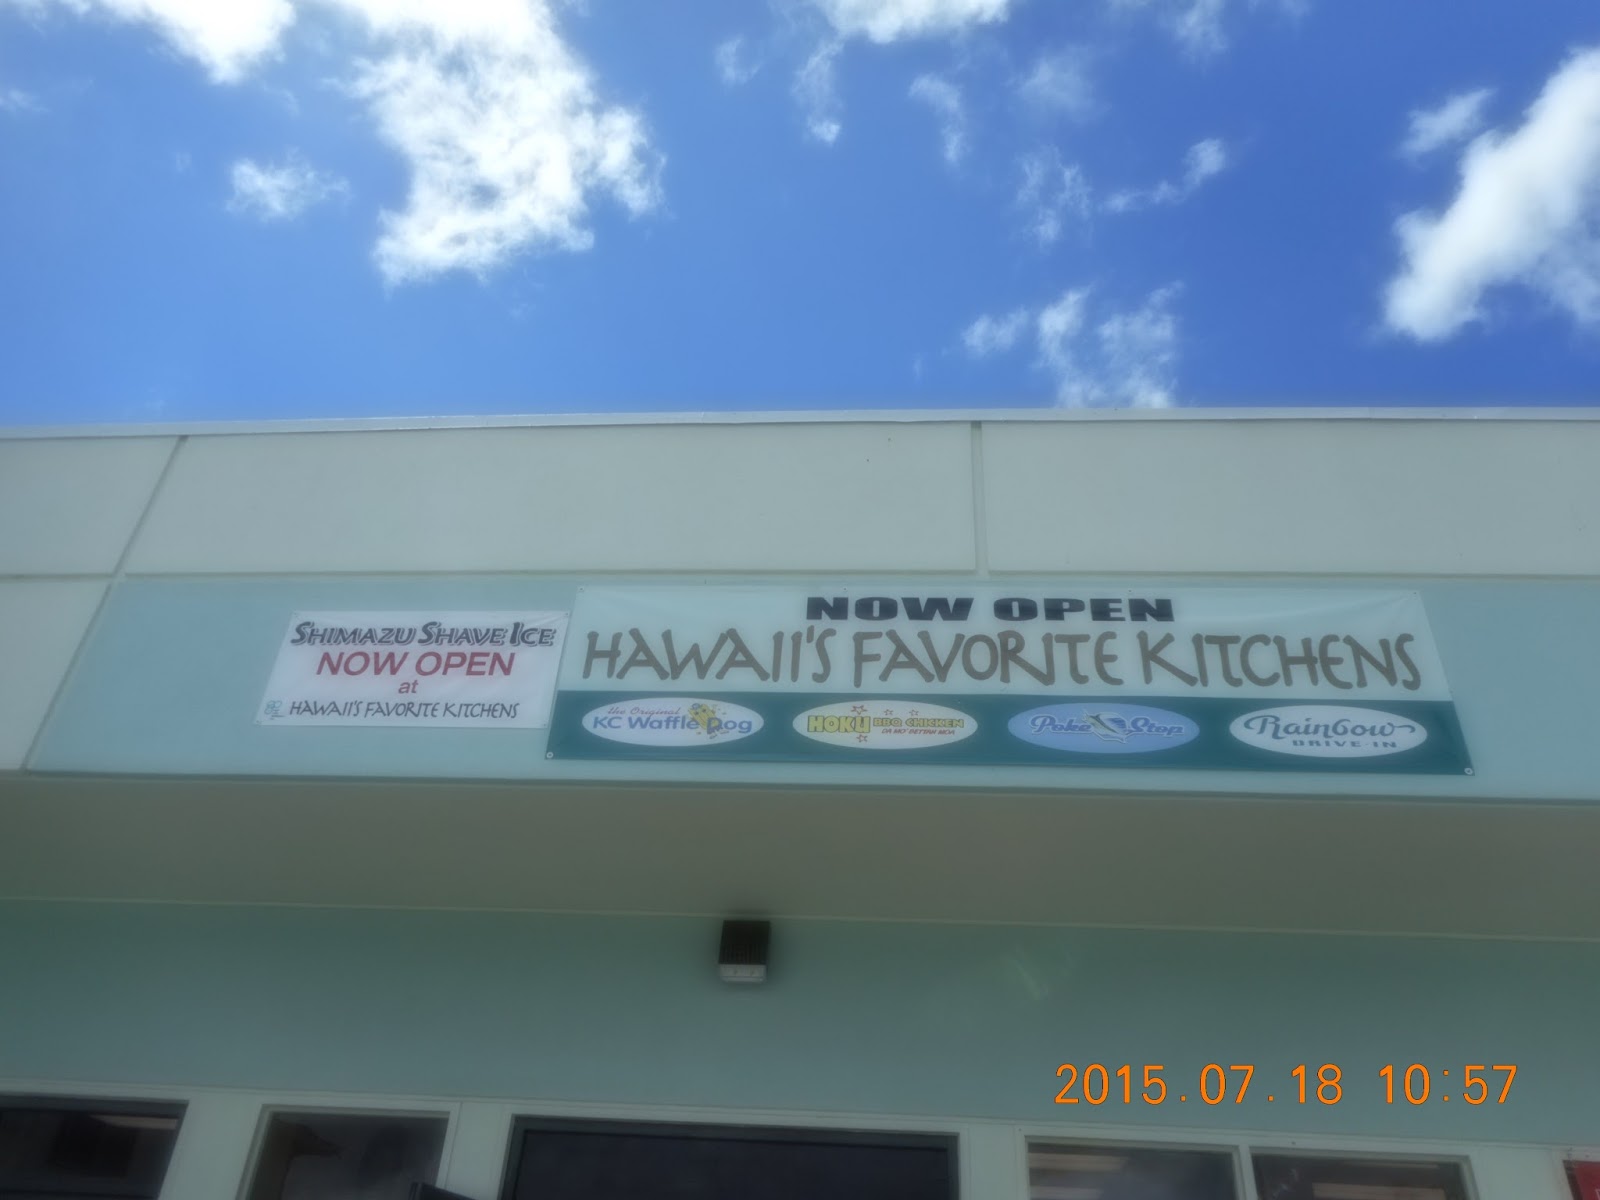 SHIMAZU SHAVE ICE
NOW OPEN
at
HAWAII'S FAVORITE KITCHENS
NOW OPEN
HAWAII'S FAVORITE KITCHENS
the Original
KC Waffle Dog
HOKU BBQ CHICKEN
Poke Stop
Rainbow
DRIVE-IN
2015.07.18 10:57